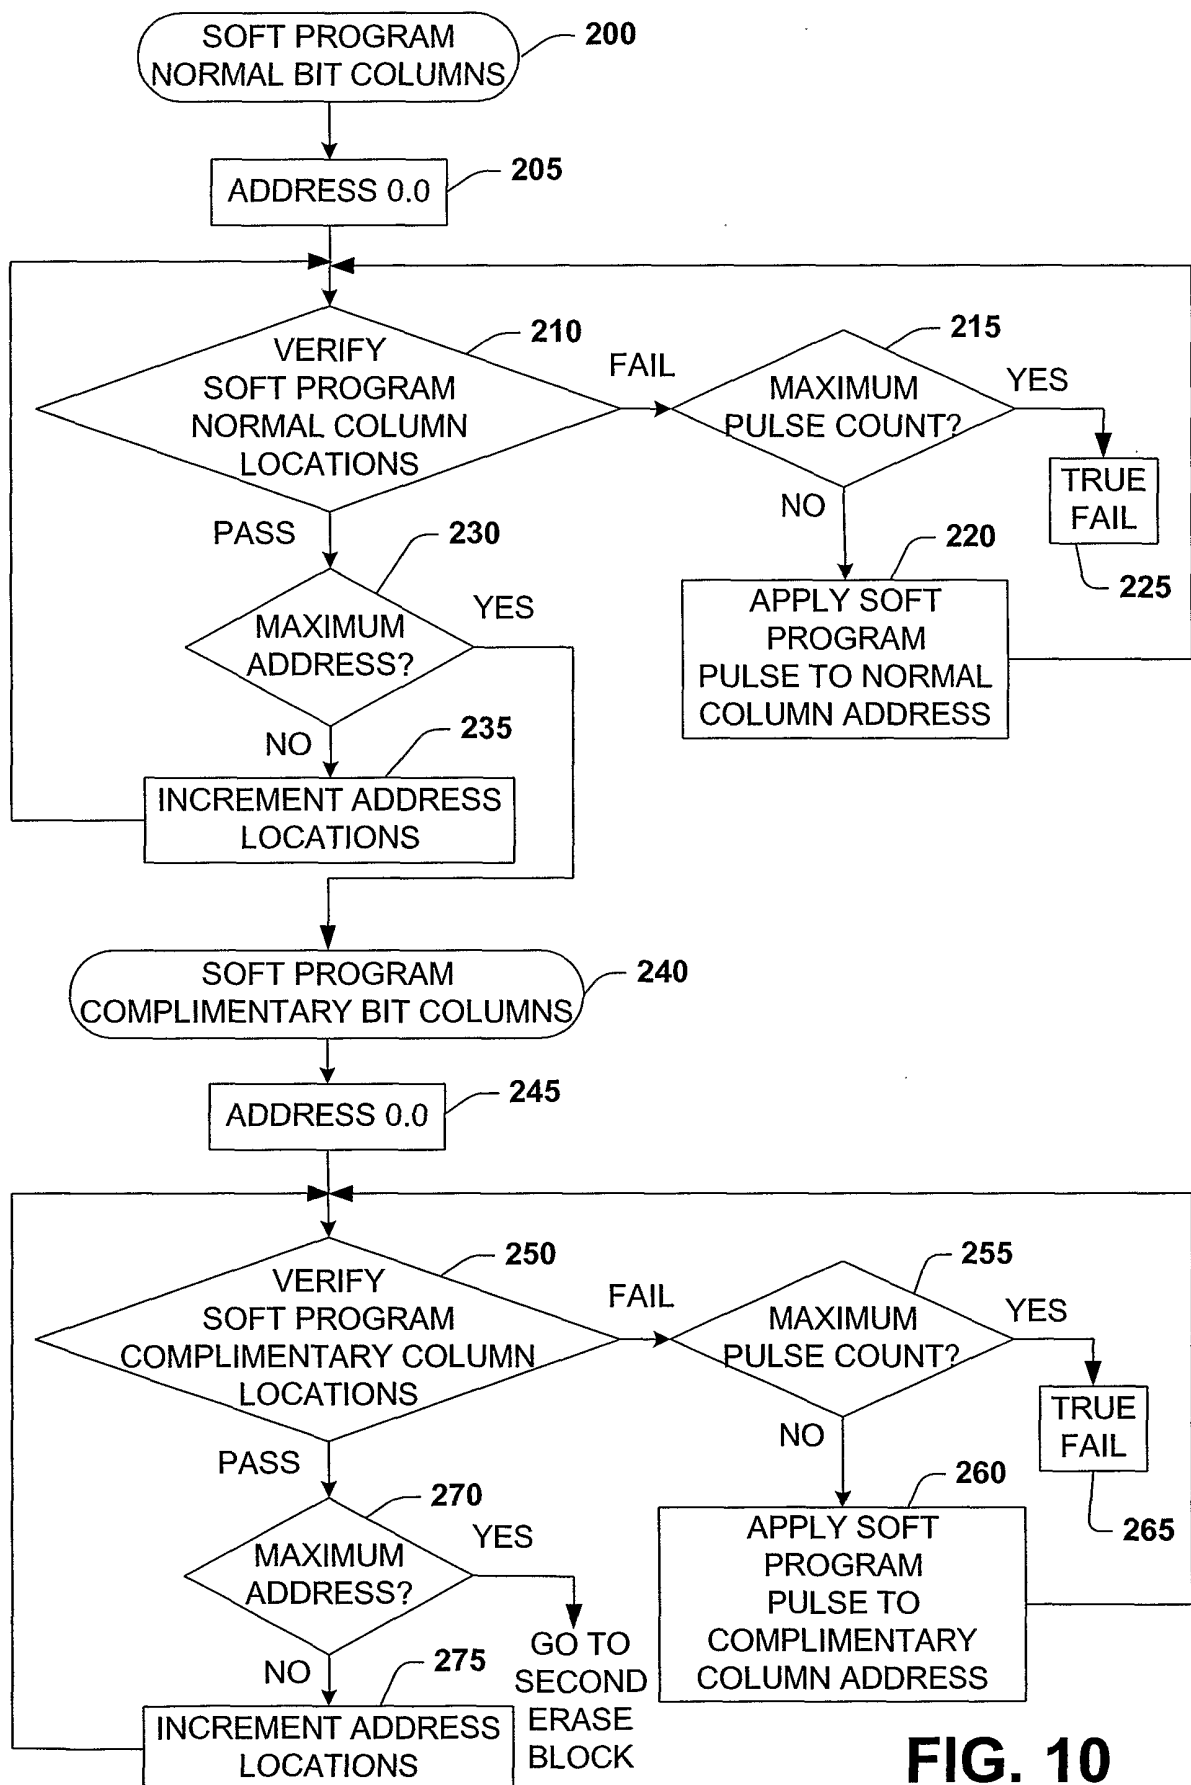 SOFT PROGRAM
NORMAL BIT COLUMNS
200
ADDRESS 0.0
205
VERIFY
SOFT PROGRAM
NORMAL COLUMN
LOCATIONS
210
FAIL
MAXIMUM
PULSE COUNT?
215
YES
TRUE
FAIL
225
NO
220
APPLY SOFT
PROGRAM
PULSE TO NORMAL
COLUMN ADDRESS
PASS
230
MAXIMUM
ADDRESS?
YES
NO
235
INCREMENT ADDRESS
LOCATIONS
SOFT PROGRAM
COMPLIMENTARY BIT COLUMNS
240
ADDRESS 0.0
245
VERIFY
SOFT PROGRAM
COMPLIMENTARY COLUMN
LOCATIONS
250
FAIL
MAXIMUM
PULSE COUNT?
255
YES
TRUE
FAIL
265
NO
260
APPLY SOFT
PROGRAM
PULSE TO
COMPLIMENTARY
COLUMN ADDRESS
PASS
270
MAXIMUM
ADDRESS?
YES
GO TO
SECOND
ERASE
BLOCK
NO
275
INCREMENT ADDRESS
LOCATIONS
FIG. 10